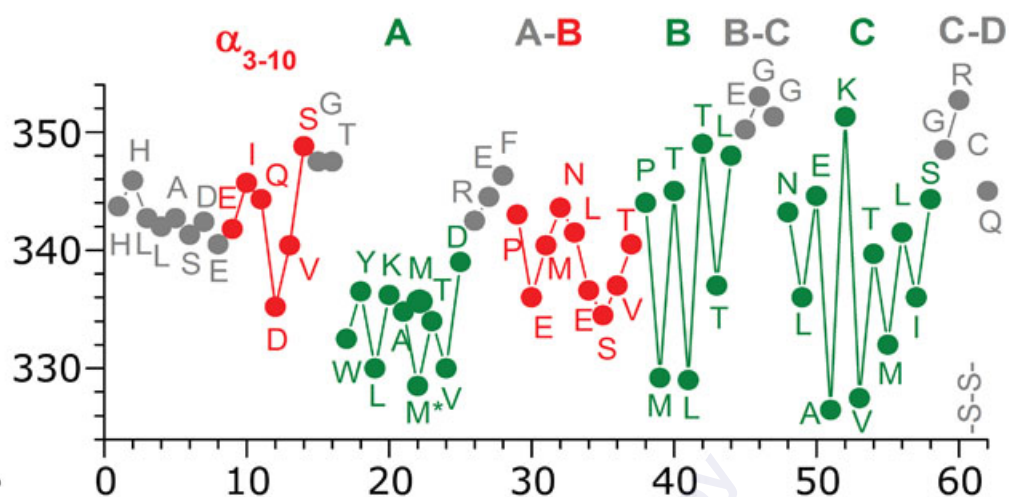 α3-10 A A-B B B-C C C-D
350
340
330
H H L L A S D E
E I Q D V S
G T
W Y L K A M M* T V D
R E F
P E M N L E S V T
P M T L T T L
E G G
N L E A K V T M L I S
G R C Q
-S-S-
0 10 20 30 40 50 60